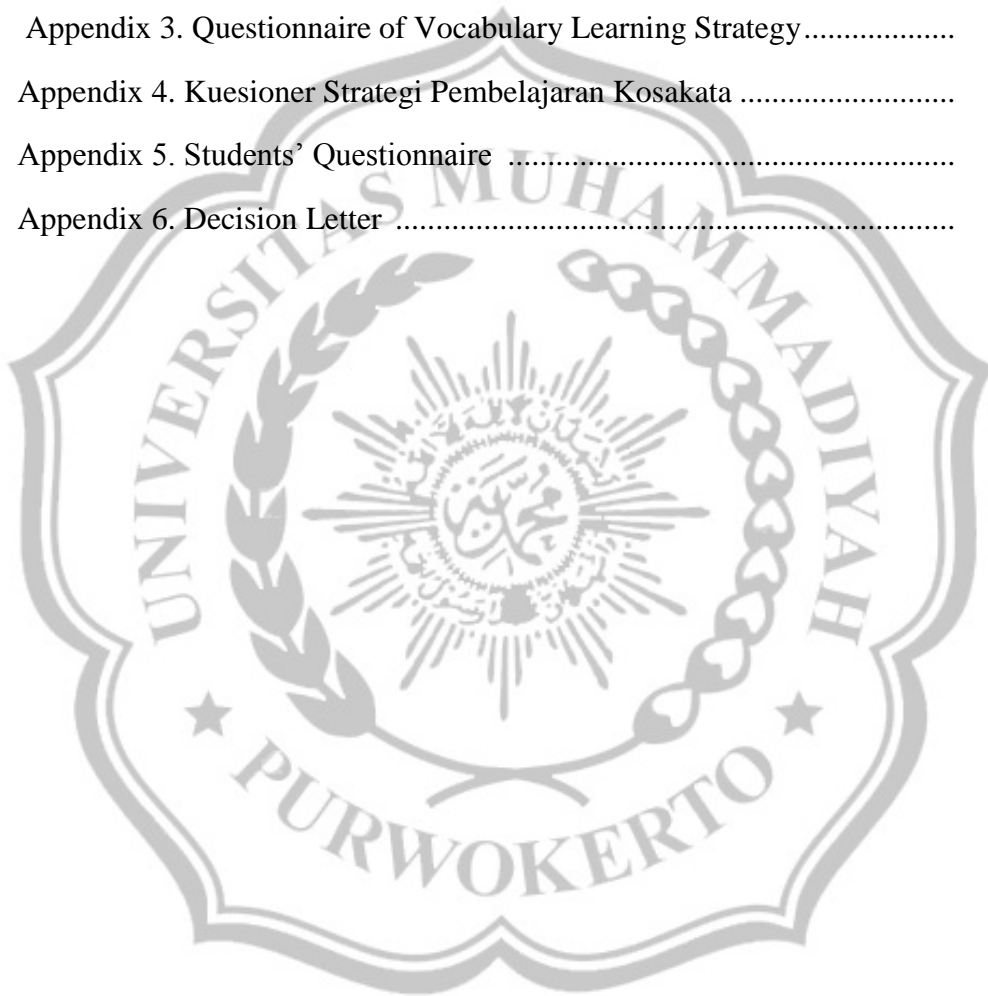 Appendix 3. Questionnaire of Vocabulary Learning Strategy...................
Appendix 4. Kuesioner Strategi Pembelajaran Kosakata ...........................
Appendix 5. Students’ Questionnaire ........................................................
Appendix 6. Decision Letter ......................................................................
UNIVERSITAS MUHAMMADIYAH
PURWOKERTO